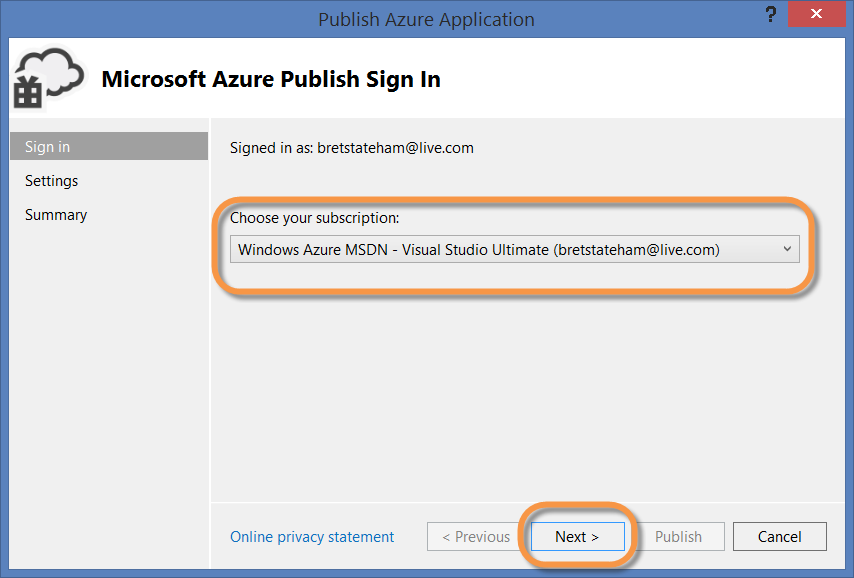 Publish Azure Application
?
Microsoft Azure Publish Sign In
Sign in
Settings
Summary
Signed in as: bretstateham@live.com
Choose your subscription:
Windows Azure MSDN - Visual Studio Ultimate (bretstateham@live.com)
Online privacy statement
< Previous
Next >
Publish
Cancel